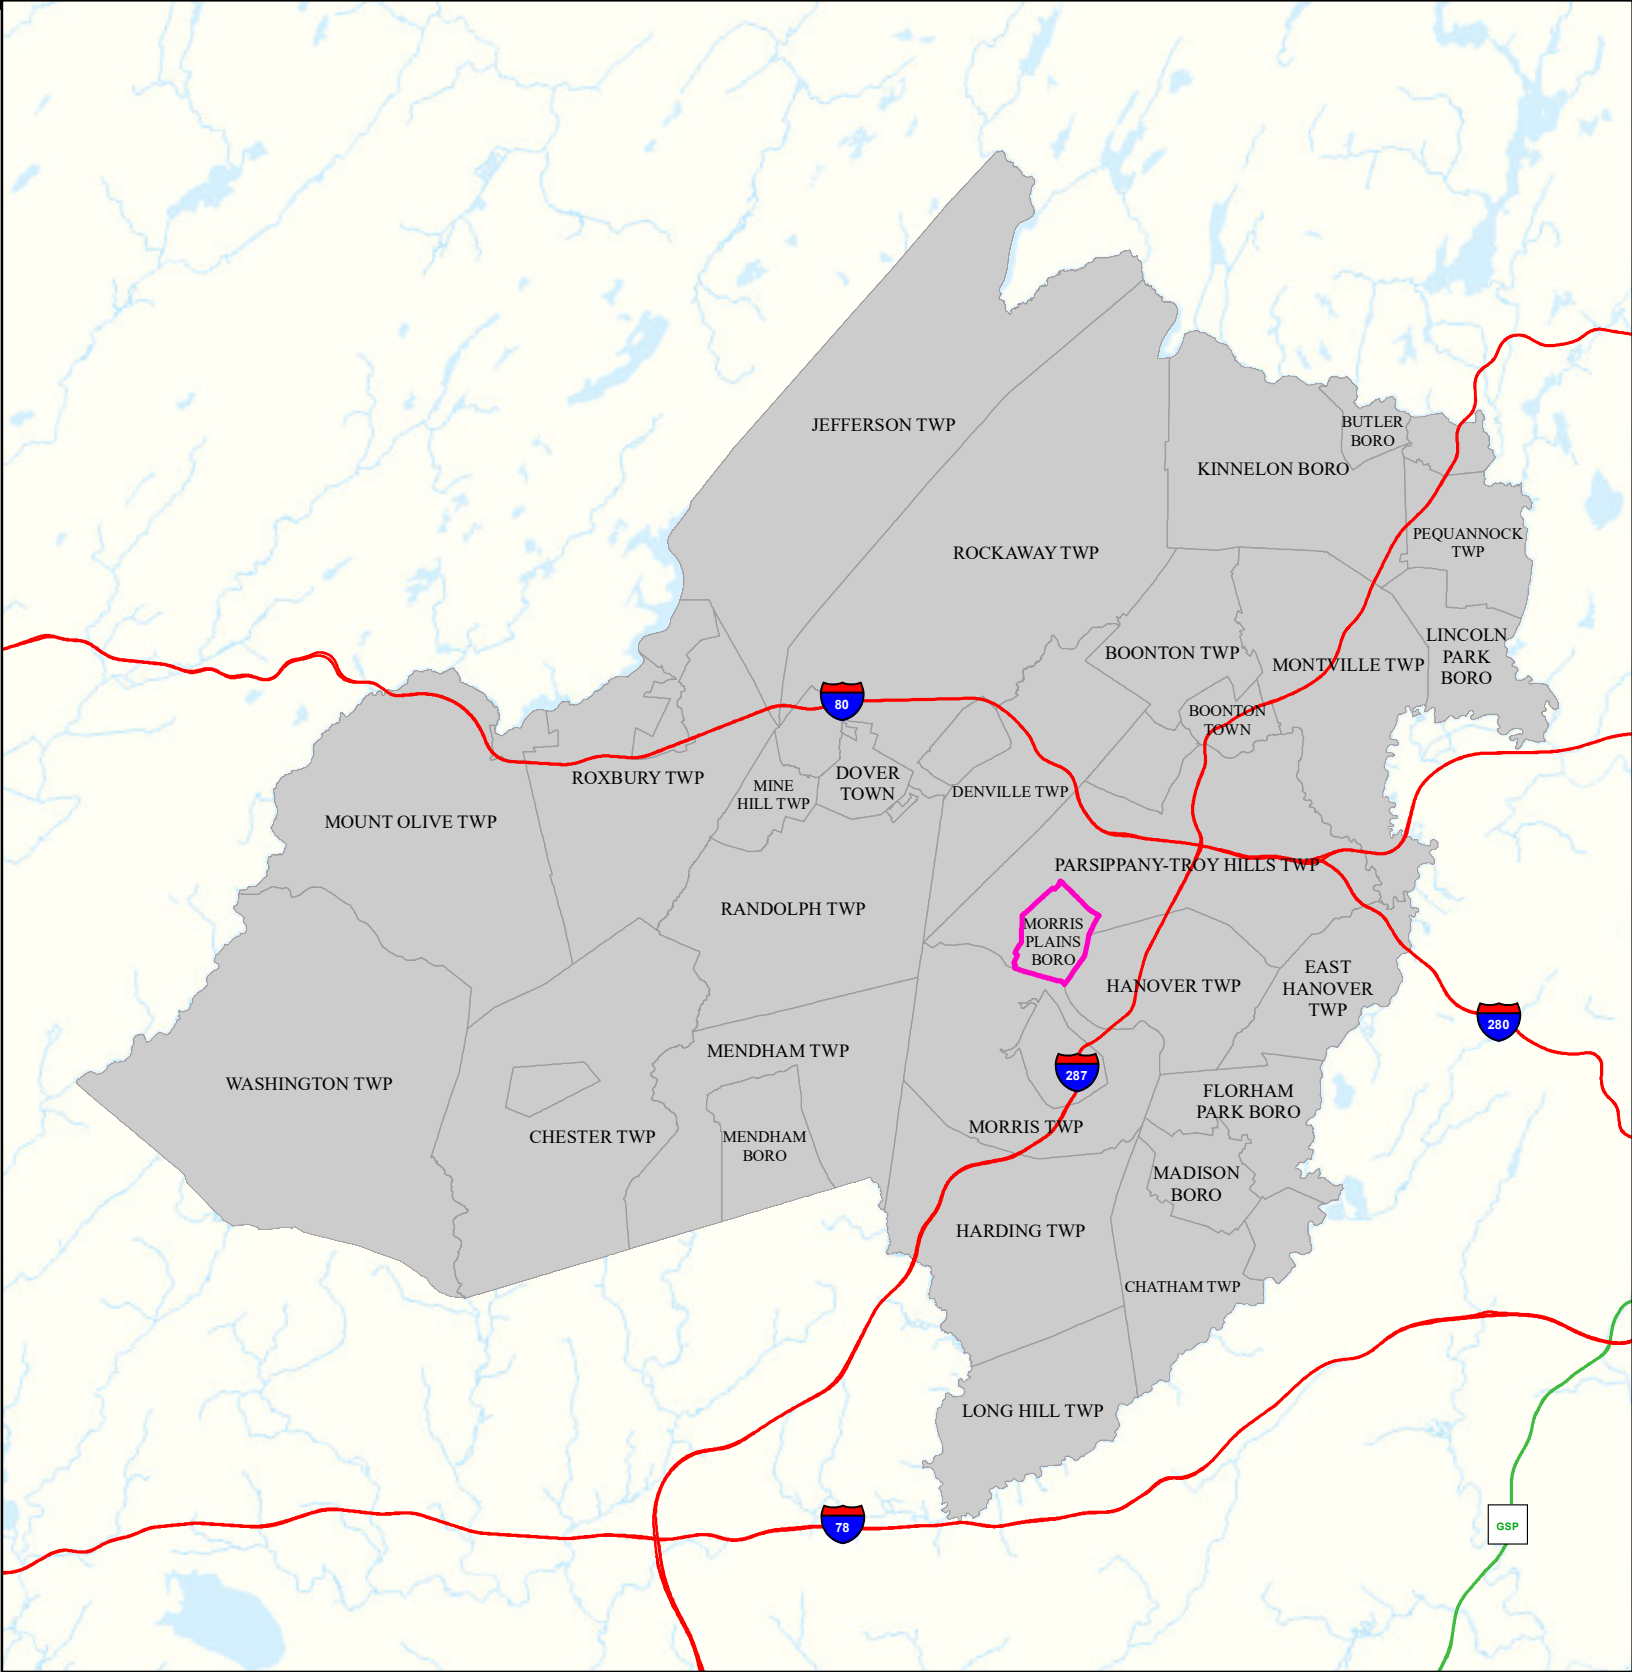 JEFFERSON TWP
BUTLER
BORO
KINNELON BORO
PEQUANNOCK
TWP
ROCKAWAY TWP
LINCOLN
PARK
BORO
BOONTON TWP
MONTVILLE TWP
80
BOONTON
TOWN
ROXBURY TWP
MINE
HILL TWP
DOVER
TOWN
DENVILLE TWP
MOUNT OLIVE TWP
PARSIPPANY-TROY HILLS TWP
RANDOLPH TWP
MORRIS
PLAINS
BORO
HANOVER TWP
EAST
HANOVER
TWP
280
MENDHAM TWP
287
WASHINGTON TWP
FLORHAM
PARK BORO
CHESTER TWP
MENDHAM
BORO
MORRIS TWP
MADISON
BORO
HARDING TWP
CHATHAM TWP
LONG HILL TWP
78
GSP